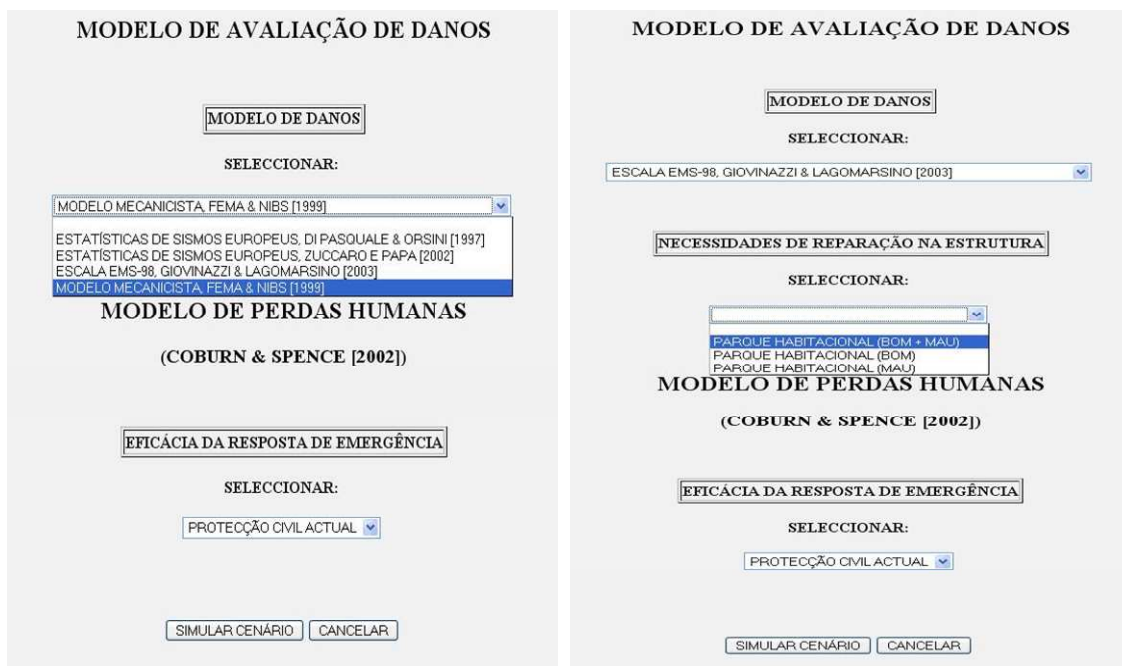 MODELO DE AVALIAÇÃO DE DANOS
MODELO DE DANOS
SELECCIONAR:
MODELO MECANICISTA, FEMA & NIBS [1999]
ESTATÍSTICAS DE SISMOS EUROPEUS, DI PASQUALE & ORSINI [1997]
ESTATÍSTICAS DE SISMOS EUROPEUS, ZUCCARO E PAPA [2002]
ESCALA EMS-98, GIOVINAZZI & LAGOMARSINO [2003]
MODELO MECANICISTA, FEMA & NIBS [1999]
MODELO DE PERDAS HUMANAS
(COBURN & SPENCE [2002])
EFICÁCIA DA RESPOSTA DE EMERGÊNCIA
SELECCIONAR:
PROTECÇÃO CIVIL ACTUAL
SIMULAR CENÁRIO CANCELAR
MODELO DE AVALIAÇÃO DE DANOS
MODELO DE DANOS
SELECCIONAR:
ESCALA EMS-98, GIOVINAZZI & LAGOMARSINO [2003]
NECESSIDADES DE REPARAÇÃO NA ESTRUTURA
SELECCIONAR:
PARQUE HABITACIONAL (BOM + MAU)
PARQUE HABITACIONAL (BOM)
PARQUE HABITACIONAL (MAU)
MODELO DE PERDAS HUMANAS
(COBURN & SPENCE [2002])
EFICÁCIA DA RESPOSTA DE EMERGÊNCIA
SELECCIONAR:
PROTECÇÃO CIVIL ACTUAL
SIMULAR CENÁRIO CANCELAR